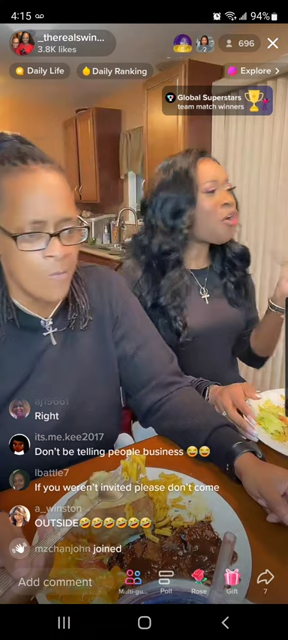 4:15
94%
_therealswin...
3.8K likes
696
Daily Life
Daily Ranking
Explore >
Global Superstars
team match winners
Right
its.me.kee2017
Don't be telling people business 😂😂
lbattle7
If you weren't invited please don't come
a_winston
OUTSIDE🤣🤣🤣🤣🤣🤣
mzchanjohn joined
Add comment
Multi-gu...
Poll
Rose
Gift
7